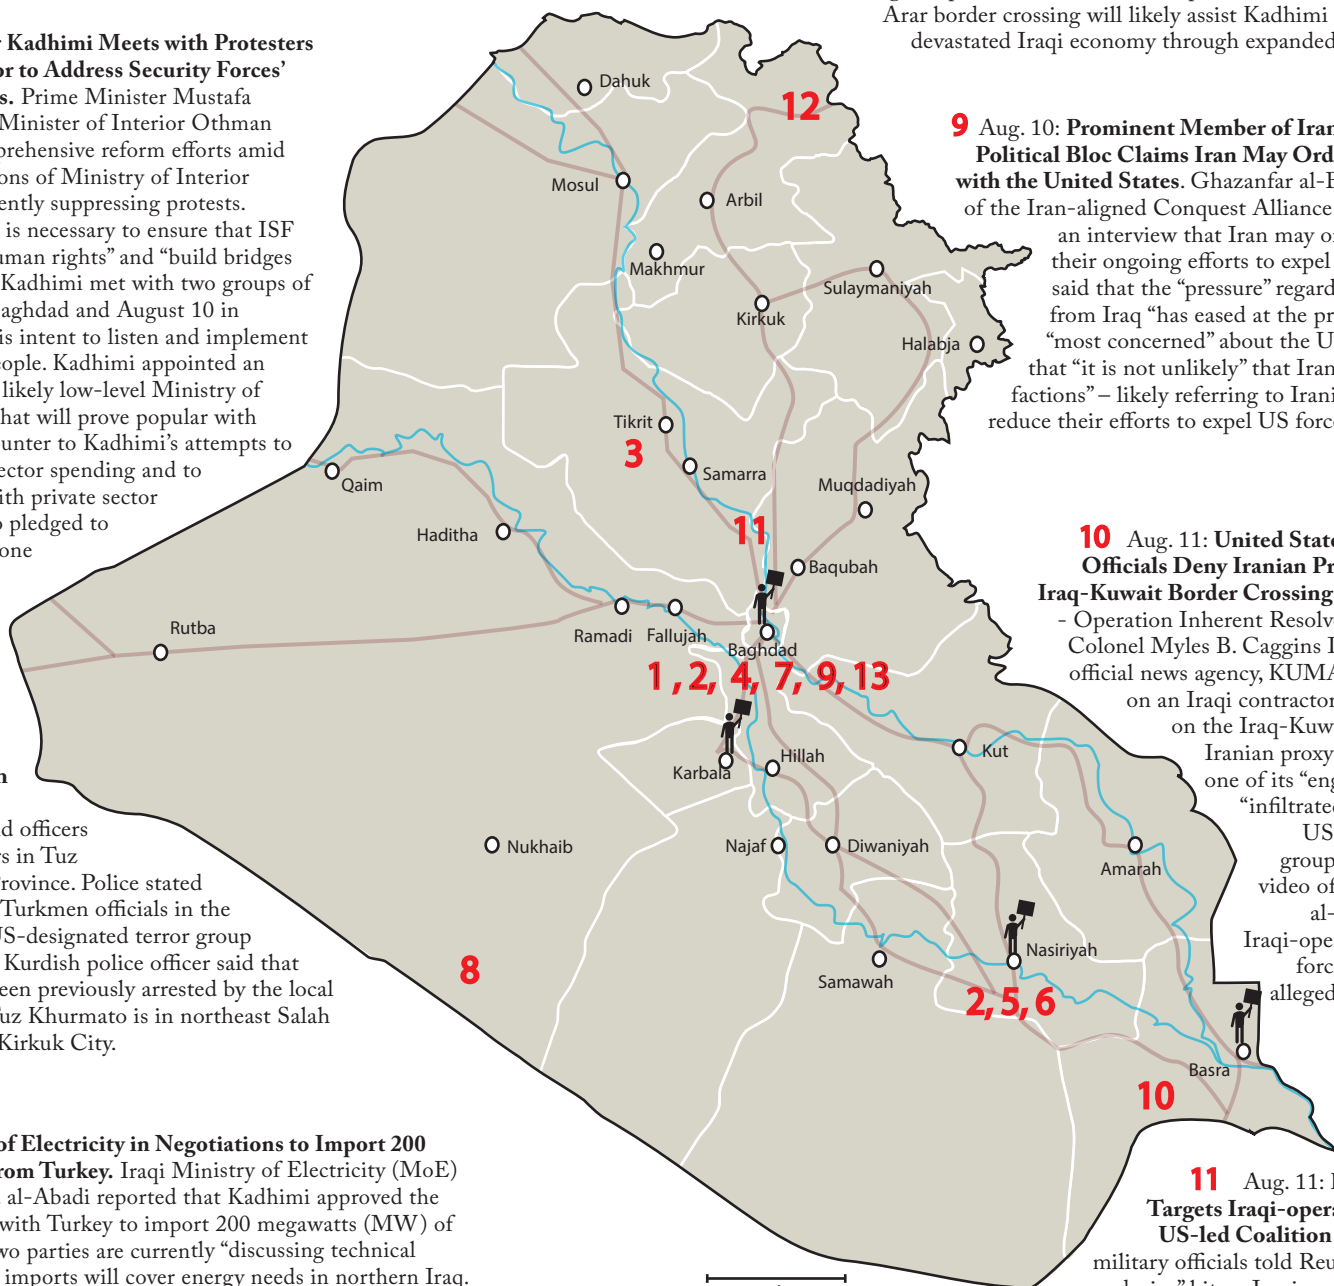 r Kadhimi Meets with Protesters
or to Address Security Forces’
s. Prime Minister Mustafa
Minister of Interior Othman
prehensive reform efforts amid
ons of Ministry of Interior
ently suppressing protests.
is necessary to ensure that ISF
uman rights” and “build bridges
Kadhimi met with two groups of
aghdad and August 10 in
is intent to listen and implement
eople. Kadhimi appointed an
likely low-level Ministry of
hat will prove popular with
ounter to Kadhimi’s attempts to
ector spending and to
ith private sector
o pledged to
one
n
d officers
rs in Tuz
Province. Police stated
Turkmen officials in the
US-designated terror group
Kurdish police officer said that
een previously arrested by the local
Tuz Khurmato is in northeast Salah
Kirkuk City.
of Electricity in Negotiations to Import 200
from Turkey. Iraqi Ministry of Electricity (MoE)
al-Abadi reported that Kadhimi approved the
with Turkey to import 200 megawatts (MW) of
wo parties are currently “discussing technical
imports will cover energy needs in northern Iraq.
Dahuk
12
Mosul
Arbil
Makhmur
Sulaymaniyah
Kirkuk
Halabja
Tikrit
3
Samarra
Qaim
Muqdadiyah
Haditha
11
Baqubah
Rutba
Ramadi
Fallujah
Baghdad
1 , 2, 4, 7, 9, 13
Karbala
Hillah
Kut
Nukhaib
Najaf
Diwaniyah
Amarah
8
Samawah
Nasiriyah
2, 5, 6
Basra
10
Arar border crossing will likely assist Kadhimi
devastated Iraqi economy through expanded
9 Aug. 10: Prominent Member of Iran
Political Bloc Claims Iran May Ord
with the United States. Ghazanfar al-B
of the Iran-aligned Conquest Alliance
an interview that Iran may or
their ongoing efforts to expel
said that the “pressure” regard
from Iraq “has eased at the pr
“most concerned” about the U
that “it is not unlikely” that Iran
factions” – likely referring to Irani
reduce their efforts to expel US force
10 Aug. 11: United State
Officials Deny Iranian Pr
Iraq-Kuwait Border Crossing
- Operation Inherent Resolve
Colonel Myles B. Caggins I
official news agency, KUMA
on an Iraqi contractor
on the Iraq-Kuw
Iranian proxy
one of its “eng
“infiltrated
US
group
video of
al-
Iraqi-oper
forc
alleged
11 Aug. 11: I
Targets Iraqi-opera
US-led Coalition
military officials told Reu